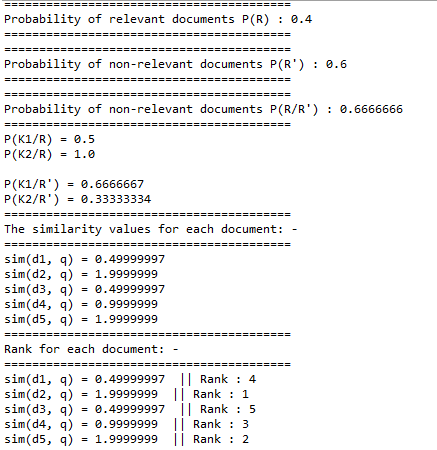 =========================================
Probability of relevant documents P(R) : 0.4
=========================================
=========================================
Probability of non-relevant documents P(R') : 0.6
=========================================
=========================================
Probability of non-relevant documents P(R/R') : 0.6666666
=========================================
P(K1/R) = 0.5
P(K2/R) = 1.0
P(K1/R') = 0.6666667
P(K2/R') = 0.33333334
=========================================
The similarity values for each document: -
=========================================
sim(d1, q) = 0.49999997
sim(d2, q) = 1.9999999
sim(d3, q) = 0.49999997
sim(d4, q) = 0.9999999
sim(d5, q) = 1.9999999
=========================================
Rank for each document: -
=========================================
sim(d1, q) = 0.49999997  || Rank : 4
sim(d2, q) = 1.9999999  || Rank : 1
sim(d3, q) = 0.49999997  || Rank : 5
sim(d4, q) = 0.9999999  || Rank : 3
sim(d5, q) = 1.9999999  || Rank : 2